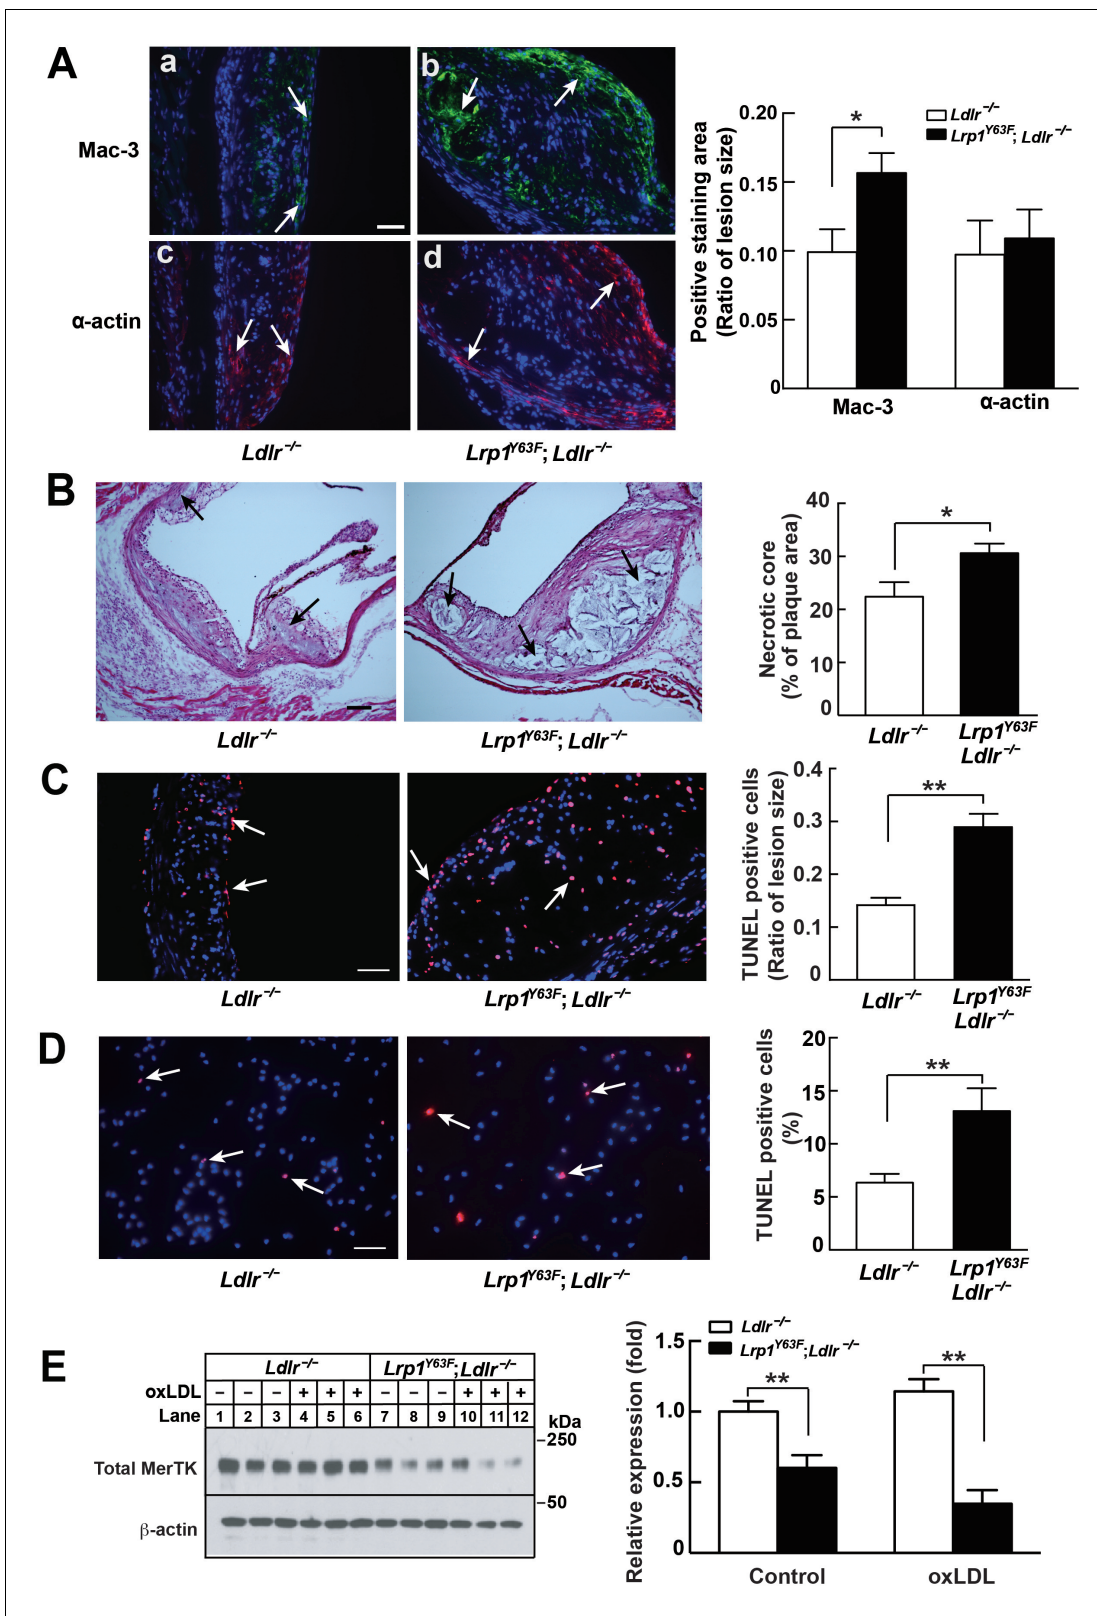 A
a
b
Mac-3
c
d
α-actin
Ldlr⁻/⁻
Lrp1ʸ⁶³ᶠ; Ldlr⁻/⁻
Positive staining area
(Ratio of lesion size)
0.20
0.15
0.10
0.05
0
*
Ldlr⁻/⁻
Lrp1ʸ⁶³ᶠ; Ldlr⁻/⁻
Mac-3
α-actin
B
Ldlr⁻/⁻
Lrp1ʸ⁶³ᶠ; Ldlr⁻/⁻
Necrotic core
(% of plaque area)
40
30
20
10
0
*
Ldlr⁻/⁻
Lrp1ʸ⁶³ᶠ
Ldlr⁻/⁻
C
Ldlr⁻/⁻
Lrp1ʸ⁶³ᶠ; Ldlr⁻/⁻
TUNEL positive cells
(Ratio of lesion size)
0.4
0.3
0.2
0.1
0
**
Ldlr⁻/⁻
Lrp1ʸ⁶³ᶠ
Ldlr⁻/⁻
D
Ldlr⁻/⁻
Lrp1ʸ⁶³ᶠ; Ldlr⁻/⁻
TUNEL positive cells
(%)
20
15
10
5
0
**
Ldlr⁻/⁻
Lrp1ʸ⁶³ᶠ
Ldlr⁻/⁻
E
Ldlr⁻/⁻ Lrp1ʸ⁶³ᶠ;Ldlr⁻/⁻
oxLDL − − − + + + − − − + + +
Lane 1 2 3 4 5 6 7 8 9 10 11 12 kDa
−250
Total MerTK
−50
β-actin
Relative expression (fold)
1.5
1.0
0.5
0
Ldlr⁻/⁻
Lrp1ʸ⁶³ᶠ;Ldlr⁻/⁻
**
**
Control
oxLDL